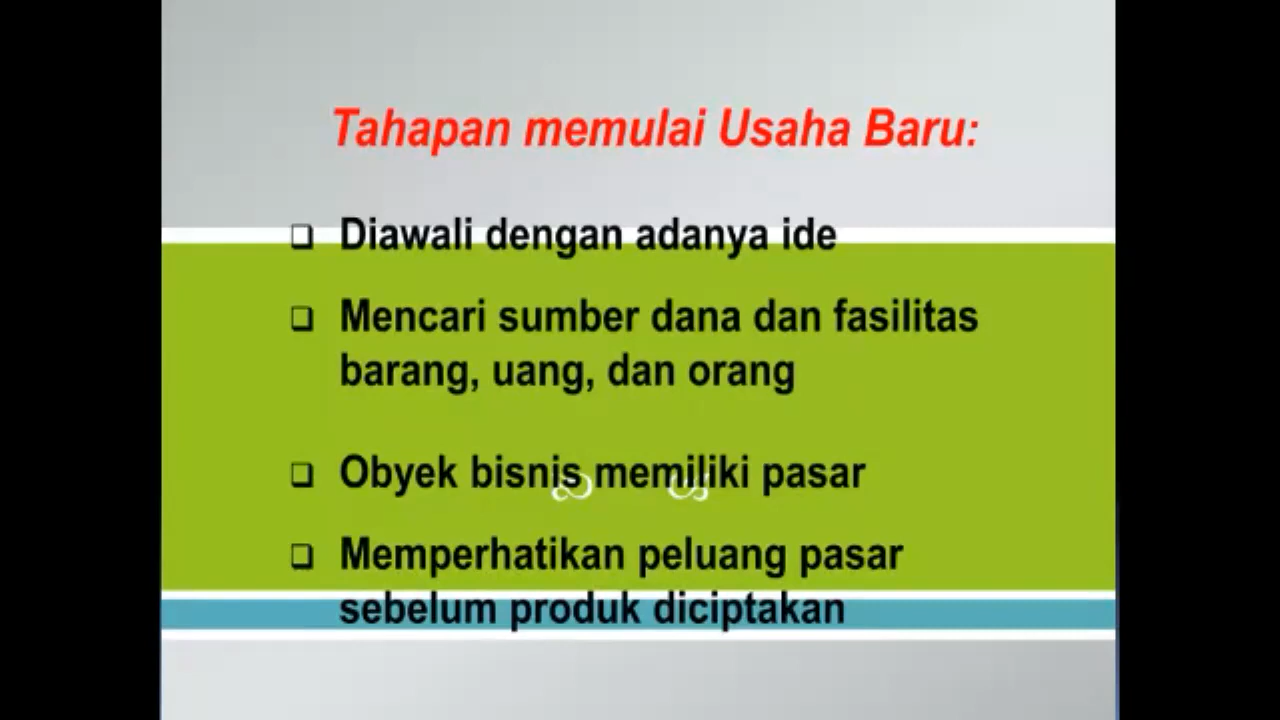 Tahapan memulai Usaha Baru:
❑ Diawali dengan adanya ide
❑ Mencari sumber dana dan fasilitas
barang, uang, dan orang
❑ Obyek bisnis memiliki pasar
❑ Memperhatikan peluang pasar
sebelum produk diciptakan